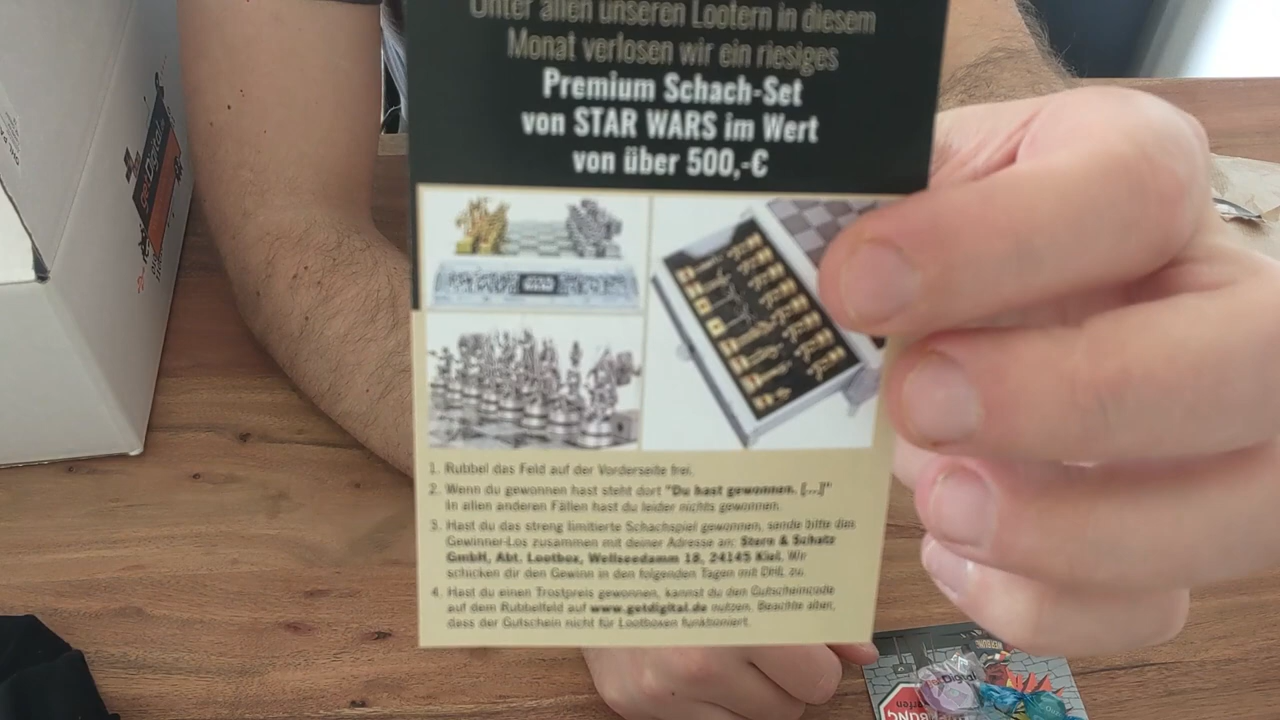 Unter allen unseren Lootern in diesem
Monat verlosen wir ein riesiges
Premium Schach-Set
von STAR WARS im Wert
von über 500,-€
STAR WARS
1. Rubbel das Feld auf der Vorderseite frei.
2. Wenn du gewonnen hast steht dort "Du hast gewonnen. [...]"
In allen anderen Fällen hast du leider nichts gewonnen.
3. Hast du das streng limitierte Schachspiel gewonnen, sende bitte das
Gewinner-Los zusammen mit deiner Adresse an: Stern & Schatz
GmbH, Abt. Lootbox, Wellseedamm 18, 24145 Kiel. Wir
schicken dir den Gewinn in den folgenden Tagen mit DHL zu.
4. Hast du einen Trostpreis gewonnen, kannst du den Gutscheincode
auf dem Rubbelfeld auf www.getdigital.de nutzen. Beachte aber,
dass der Gutschein nicht für Lootboxen funktioniert.
getDigital
getDigital